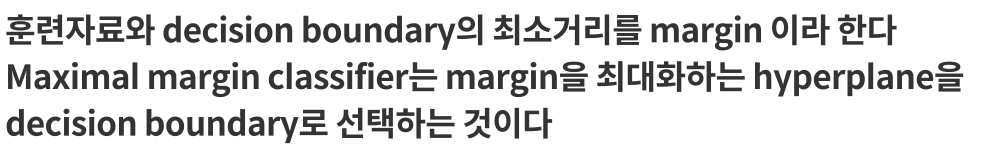 훈련자료와 decision boundary의 최소거리를 margin 이라 한다
Maximal margin classifier는 margin을 최대화하는 hyperplane을
decision boundary로 선택하는 것이다